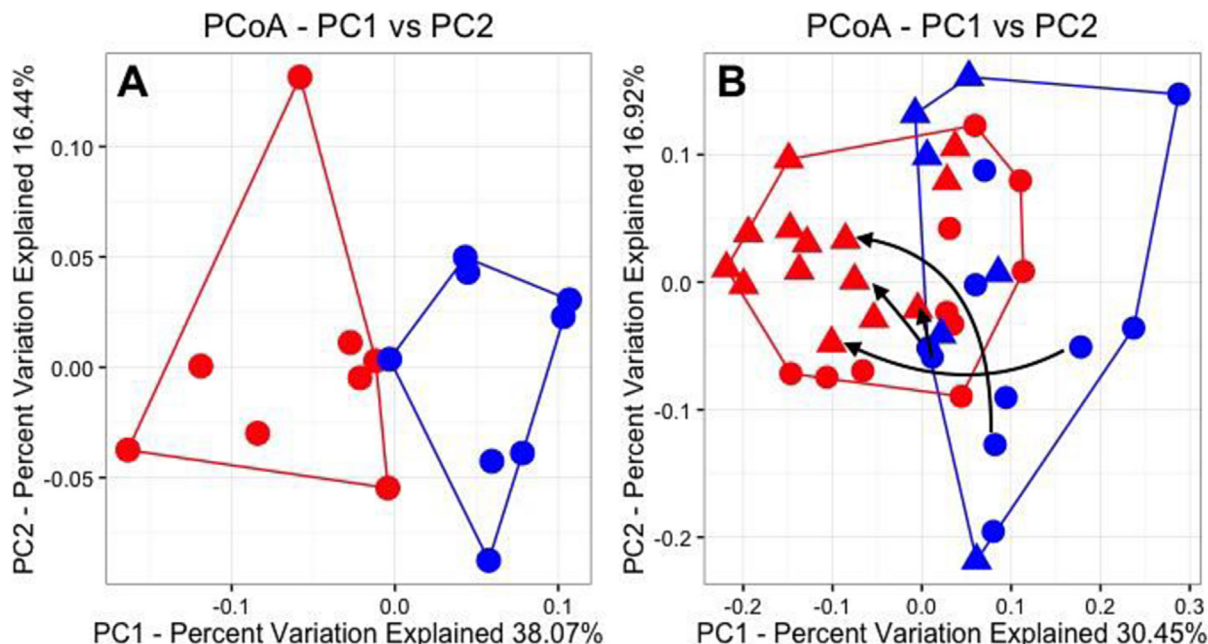 PCoA - PC1 vs PC2
A
PC2 - Percent Variation Explained 16.44%
0.10
0.05
0.00
-0.05
-0.1
0.0
0.1
PC1 - Percent Variation Explained 38.07%
PCoA - PC1 vs PC2
B
PC2 - Percent Variation Explained 16.92%
0.1
0.0
-0.1
-0.2
-0.2
-0.1
0.0
0.1
0.2
0.3
PC1 - Percent Variation Explained 30.45%